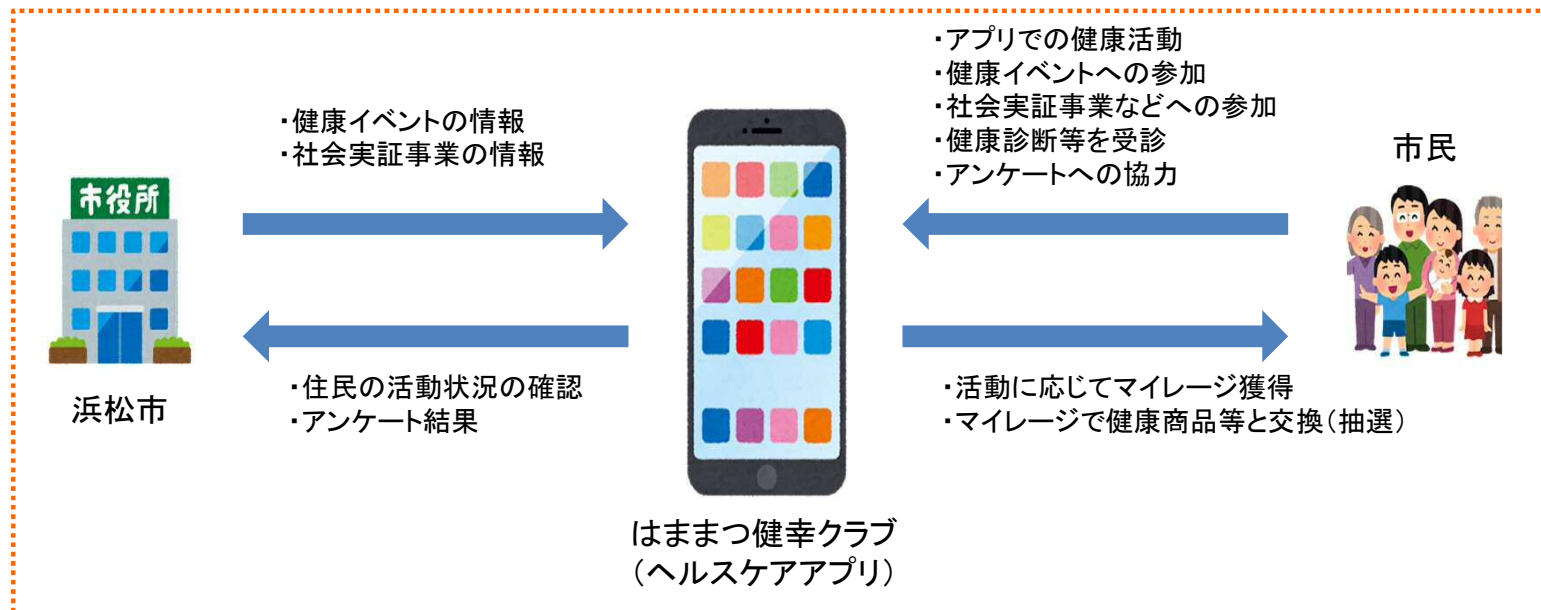 ・健康イベントの情報
・社会実証事業の情報
市役所
浜松市
・住民の活動状況の確認
・アンケート結果
はままつ健幸クラブ
(ヘルスケアアプリ)
・アプリでの健康活動
・健康イベントへの参加
・社会実証事業などへの参加
・健康診断等を受診
・アンケートへの協力
市民
・活動に応じてマイレージ獲得
・マイレージで健康商品等と交換(抽選)